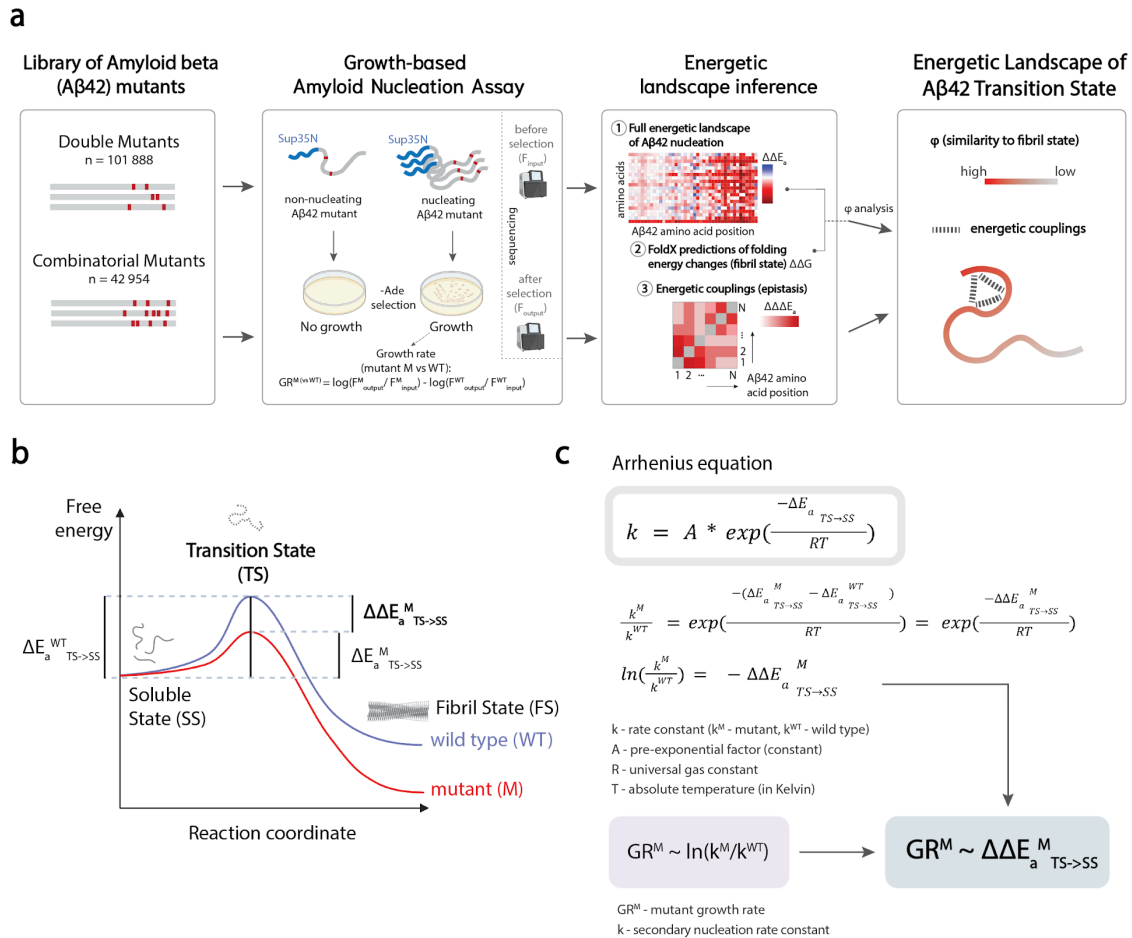 a
Library of Amyloid beta
(Aβ42) mutants
Double Mutants
n = 101 888
Combinatorial Mutants
n = 42 954
Growth-based
Amyloid Nucleation Assay
Sup35N
Sup35N
non-nucleating
Aβ42 mutant
nucleating
Aβ42 mutant
-Ade
selection
No growth
Growth
Growth rate
(mutant M vs WT):
GR^M (vs WT) = log(F^M_output / F^M_input) - log(F^WT_output / F^WT_input)
before
selection
(F_input)
sequencing
after
selection
(F_output)
Energetic
landscape inference
1 Full energetic landscape
of Aβ42 nucleation
amino acids
ΔΔE_a
Aβ42 amino acid position
2 FoldX predictions of folding
energy changes (fibril state) ΔΔG
3 Energetic couplings (epistasis)
N
⋮
2
1
1 2 ... N
ΔΔΔE_a
Aβ42 amino
acid position
φ analysis
Energetic Landscape of
Aβ42 Transition State
φ (similarity to fibril state)
high low
energetic couplings
b
Free
energy
Transition State
(TS)
ΔE_a^WT TS->SS
ΔΔE_a^M TS->SS
ΔE_a^M TS->SS
Soluble
State (SS)
Fibril State (FS)
wild type (WT)
mutant (M)
Reaction coordinate
c
Arrhenius equation
k = A * exp(-ΔE_a TS→SS / RT)
k^M / k^WT = exp(-(ΔE_a^M TS→SS - ΔE_a^WT TS→SS) / RT) = exp(-ΔΔE_a^M TS→SS / RT)
ln(k^M / k^WT) = - ΔΔE_a^M TS→SS
k - rate constant (k^M - mutant, k^WT - wild type)
A - pre-exponential factor (constant)
R - universal gas constant
T - absolute temperature (in Kelvin)
GR^M ~ ln(k^M/k^WT)
GR^M ~ ΔΔE_a^M TS->SS
GR^M - mutant growth rate
k - secondary nucleation rate constant